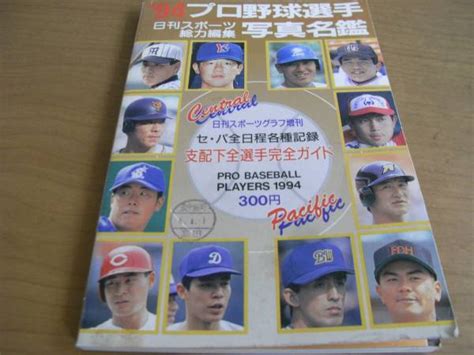 '94 プロ野球選手
日刊スポーツ
総力編集
写真名鑑
Central
Central
日刊スポーツグラフ増刊
セ・パ全日程各種記録
支配下全選手完全ガイド
PRO BASEBALL
PLAYERS 1994
300円
Pacific
Pacific
D